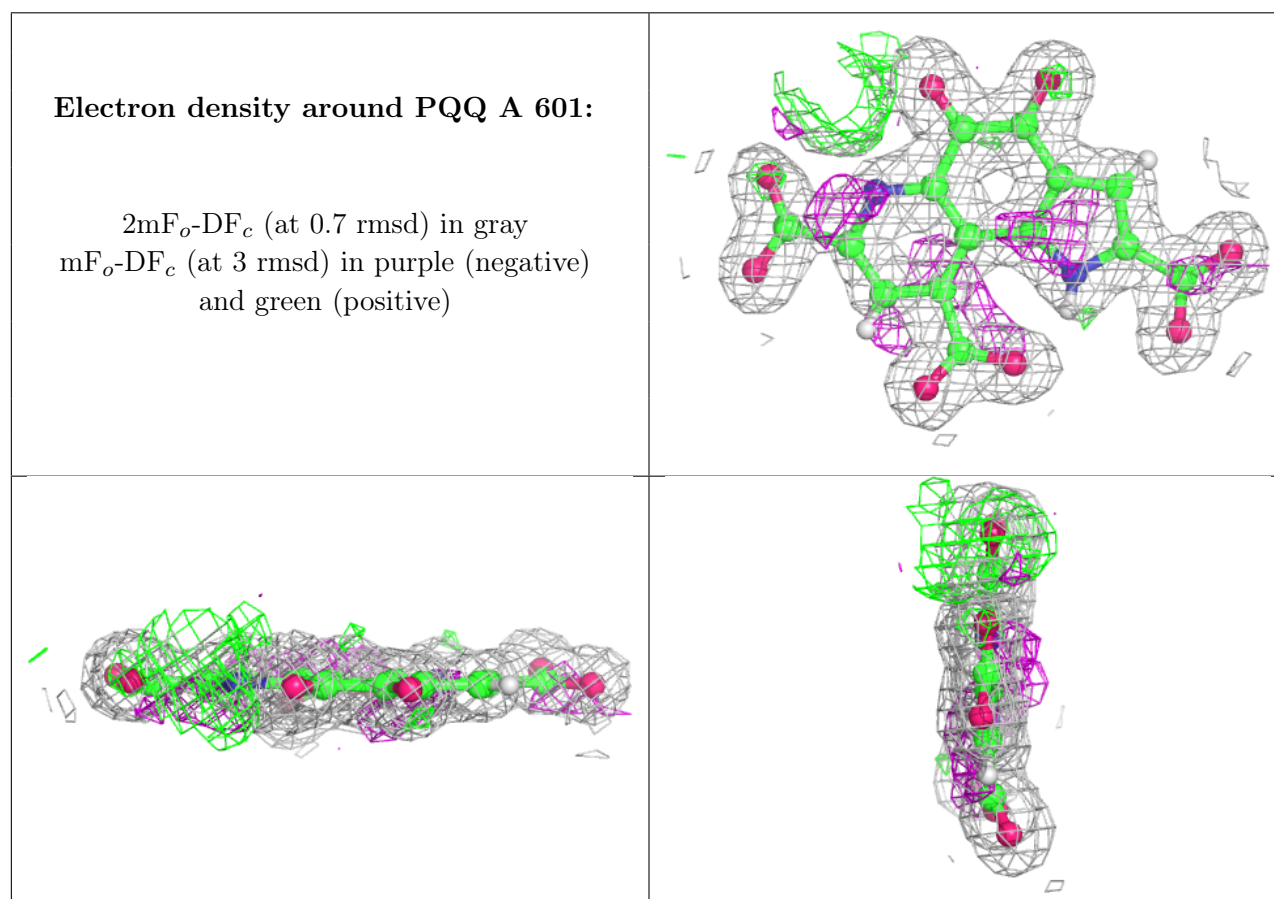 Electron density around PQQ A 601:
2mFo-DFc (at 0.7 rmsd) in gray
mFo-DFc (at 3 rmsd) in purple (negative)
and green (positive)